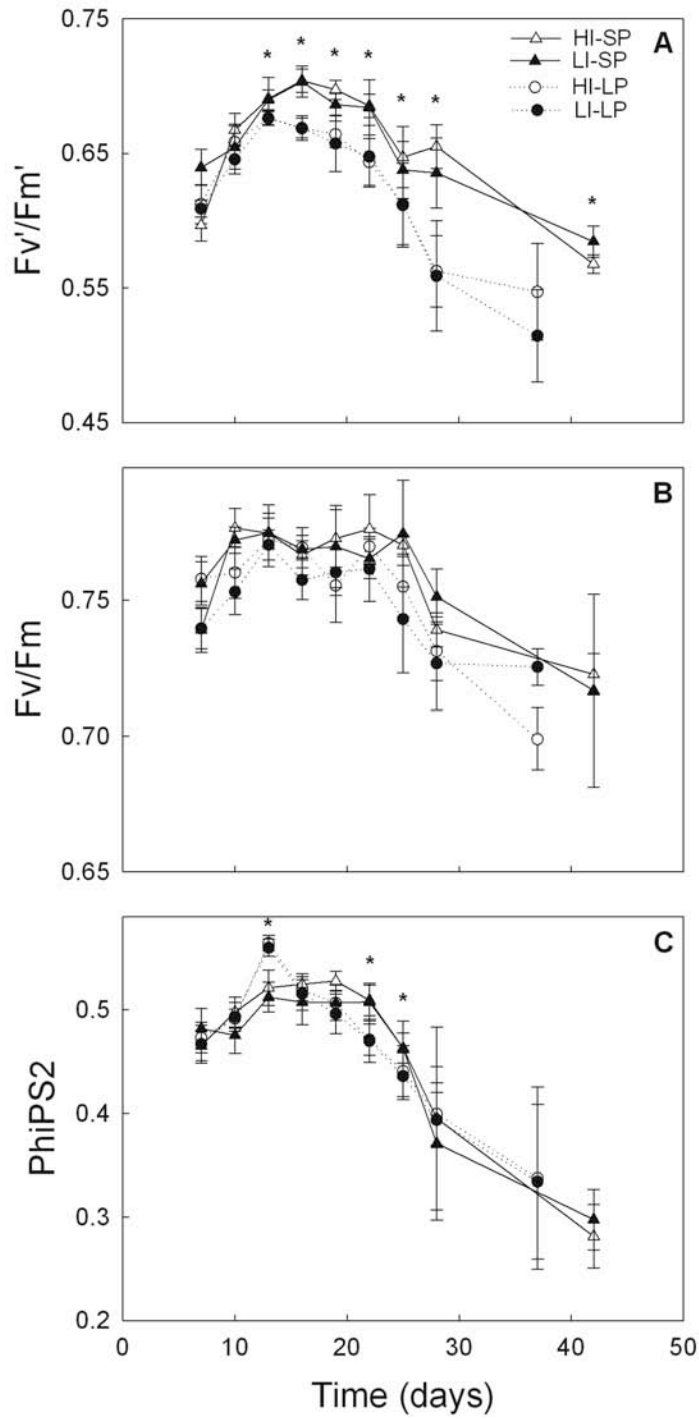 0.75
0.65
0.55
0.45
Fv'/Fm'
* * * * * * *
A
HI-SP
LI-SP
HI-LP
LI-LP
0.75
0.70
0.65
Fv/Fm
B
0.5
0.4
0.3
0.2
PhiPS2
* * *
C
0 10 20 30 40 50
Time (days)